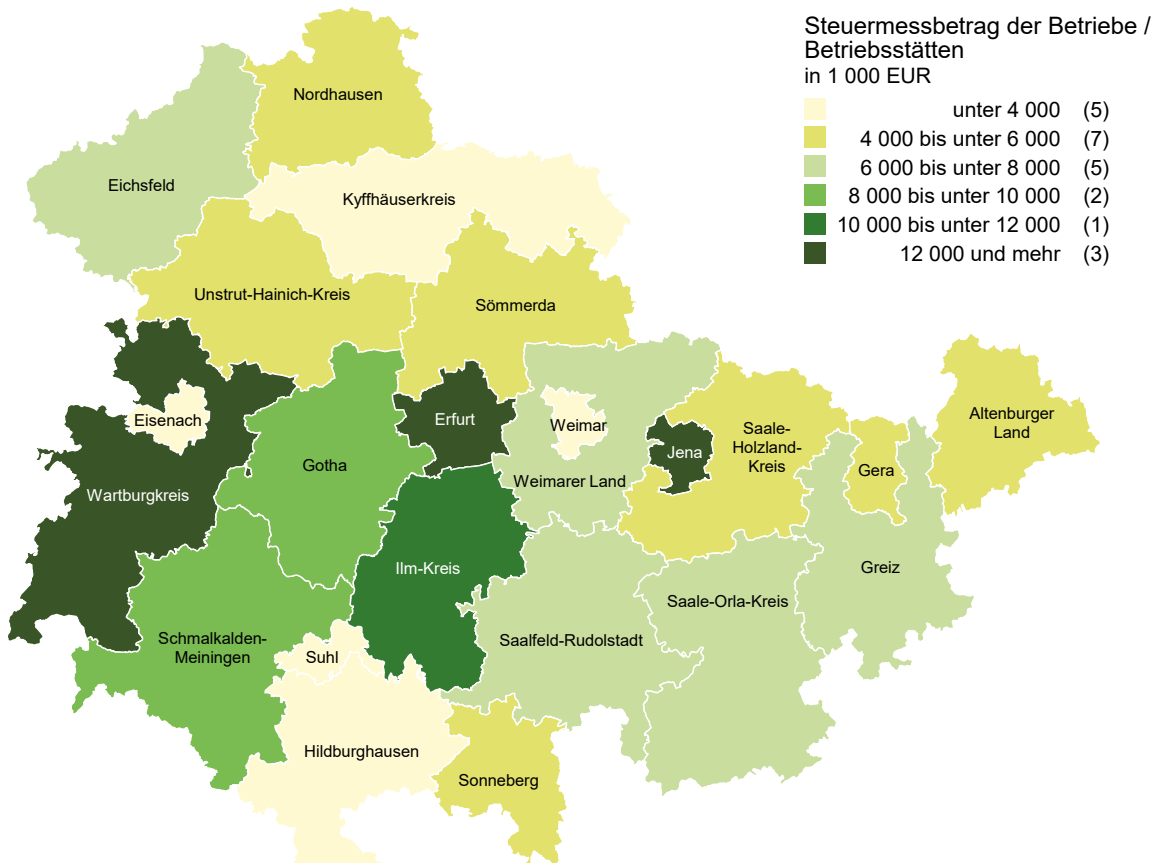 Steuermessbetrag der Betriebe /
Betriebsstätten
in 1 000 EUR
unter 4 000 (5)
4 000 bis unter 6 000 (7)
6 000 bis unter 8 000 (5)
8 000 bis unter 10 000 (2)
10 000 bis unter 12 000 (1)
12 000 und mehr (3)
Nordhausen
Eichsfeld
Kyffhäuserkreis
Unstrut-Hainich-Kreis
Sömmerda
Eisenach
Erfurt
Weimar
Jena
Saale-
Holzland-
Kreis
Altenburger
Land
Gotha
Gera
Weimarer Land
Wartburgkreis
Ilm-Kreis
Greiz
Saale-Orla-Kreis
Schmalkalden-
Meiningen
Saalfeld-Rudolstadt
Suhl
Hildburghausen
Sonneberg